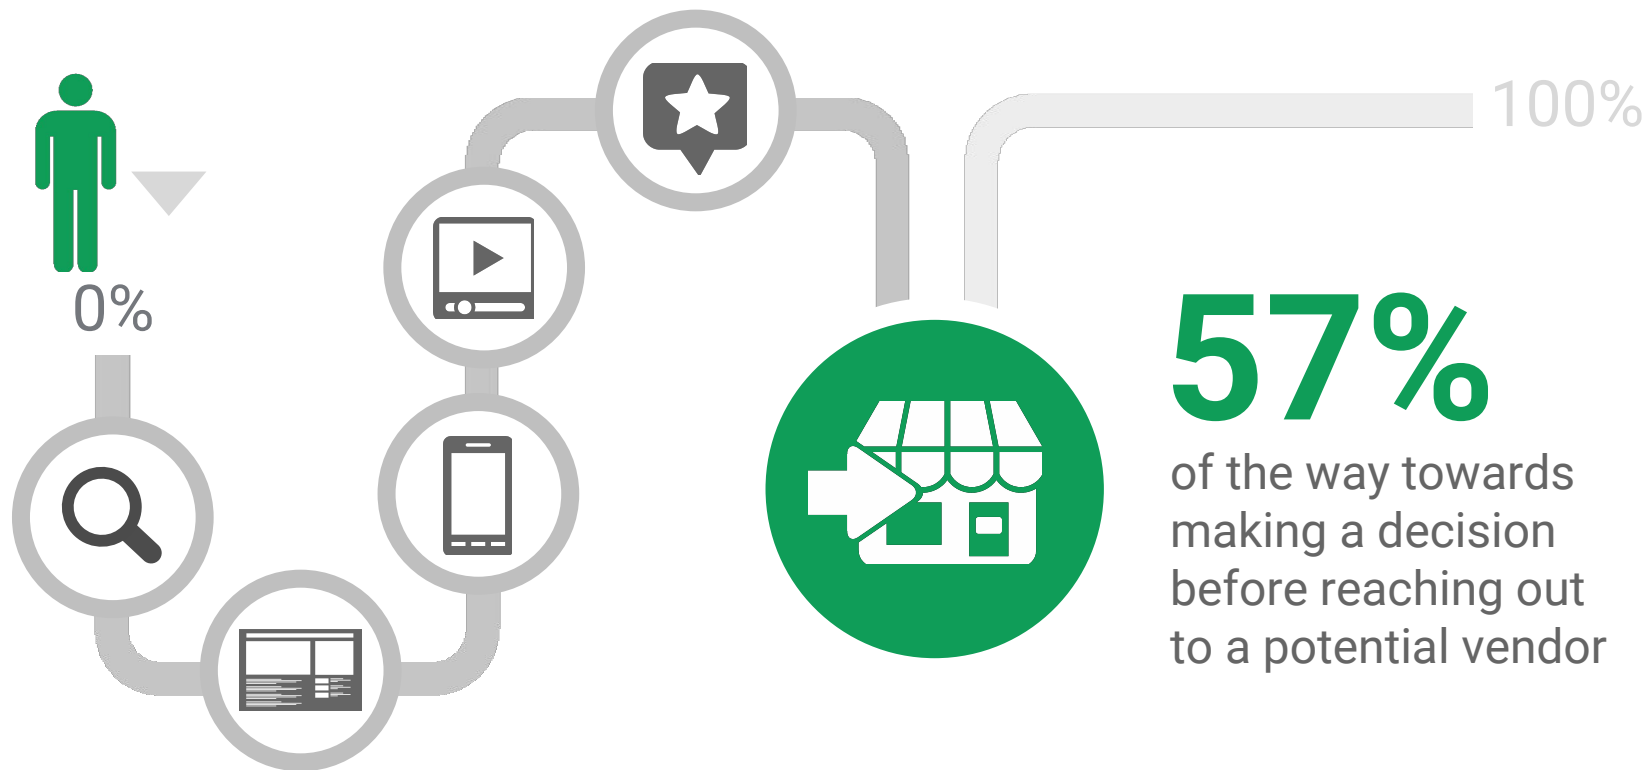 0%
100%
57%
of the way towards
making a decision
before reaching out
to a potential vendor